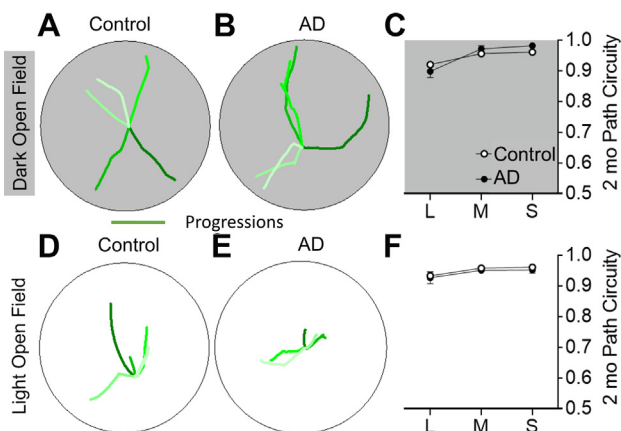 A Control B AD C
Dark Open Field
1.0
0.9
0.8
0.7
0.6
0.5
Control
AD
L M S
2 mo Path Circuity
Progressions
D Control E AD F
Light Open Field
1.0
0.9
0.8
0.7
0.6
0.5
L M S
2 mo Path Circuity